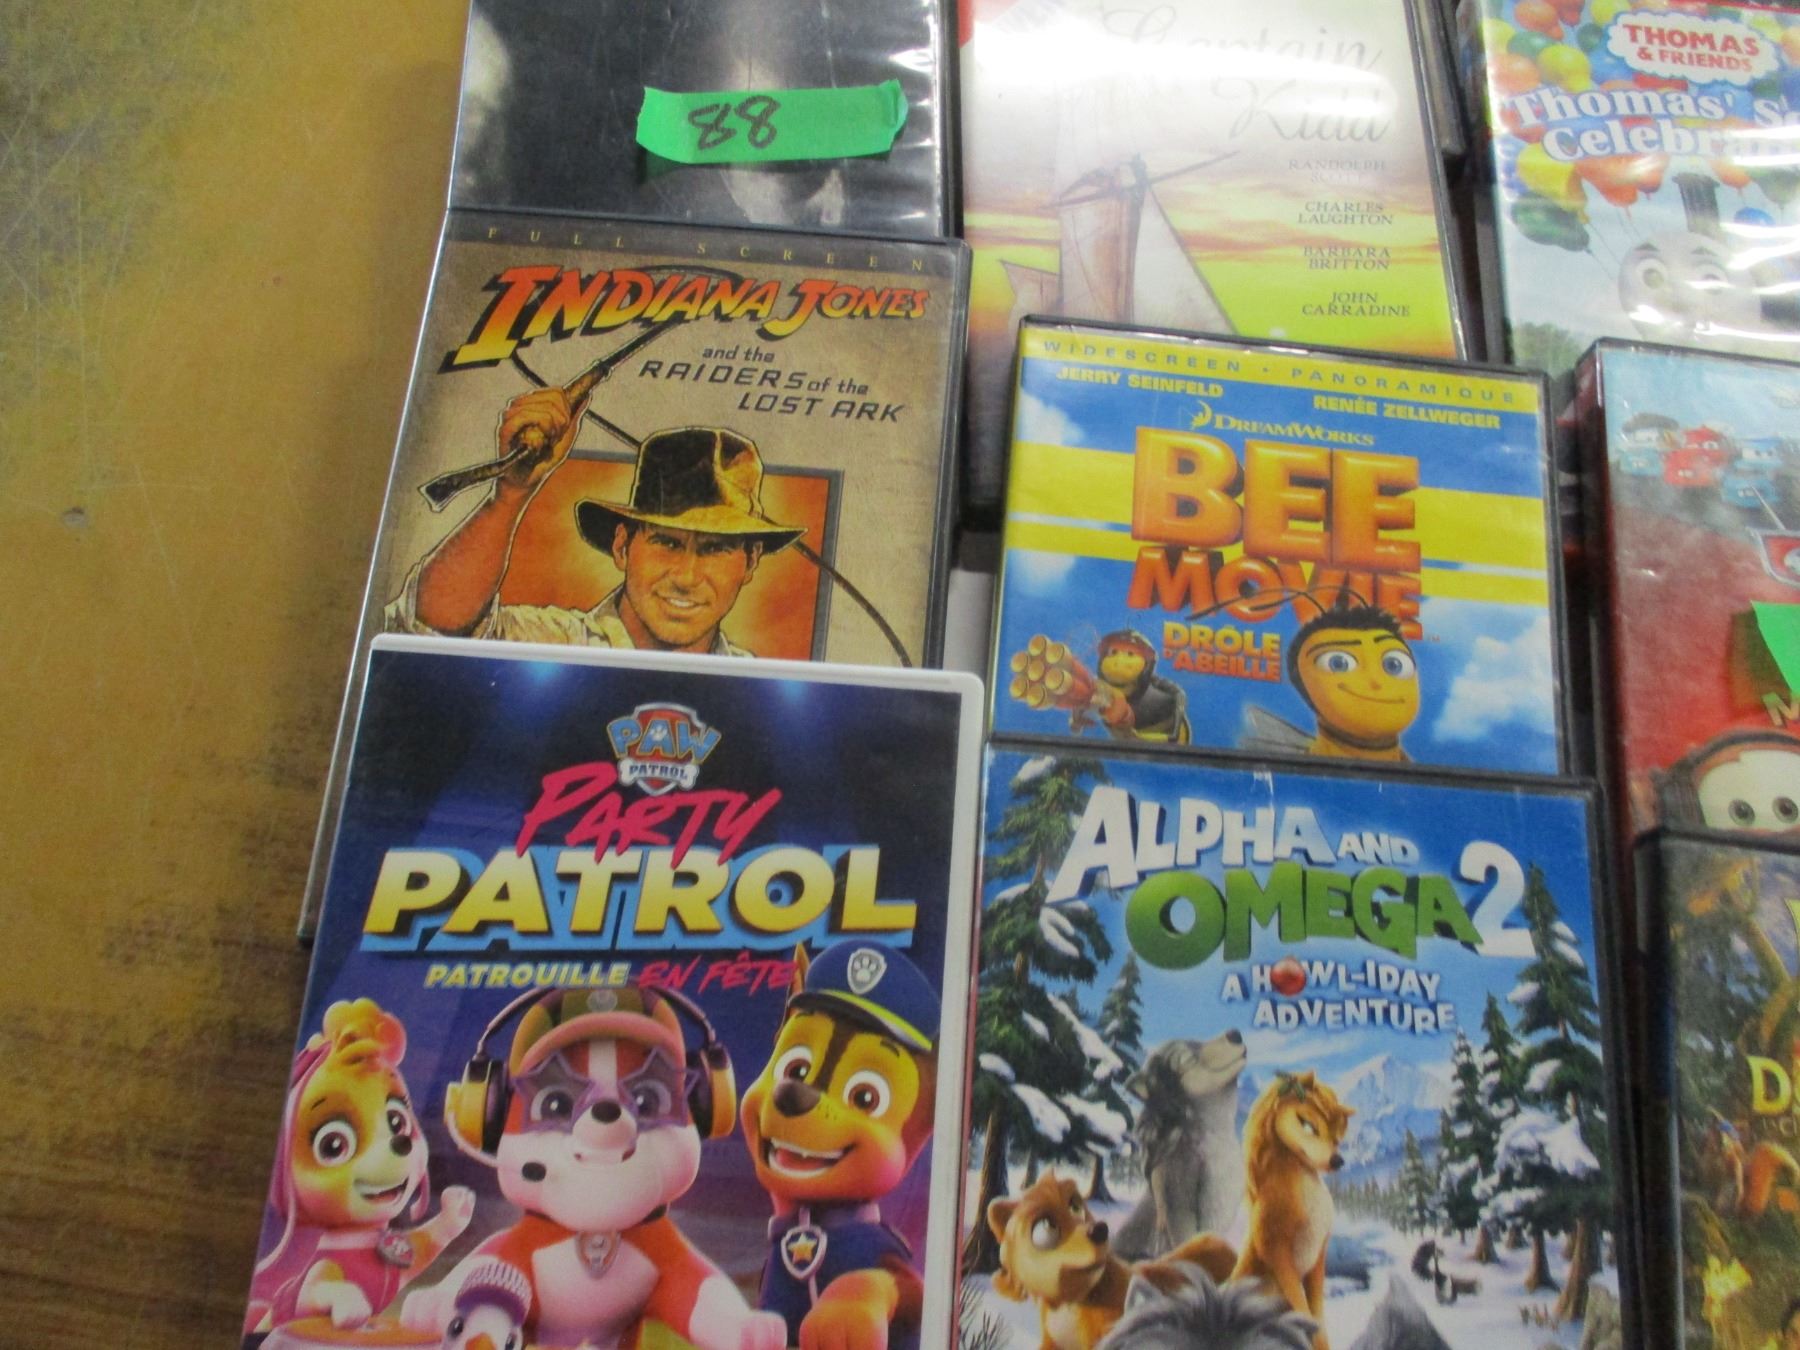 88
Captain
Kidd
RANDOLPH
SCOTT
CHARLES
LAUGHTON
BARBARA
BRITTON
JOHN
CARRADINE
THOMAS
& FRIENDS
Thomas'
FULL SCREEN
INDIANA JONES
and the
RAIDERS of the
LOST ARK
WIDESCREEN • PANORAMIQUE
JERRY SEINFELD
RENÉE ZELLWEGER
DREAMWORKS
BEE
MOVIE
DRÔLE
D'ABEILLE
PAW
PATROL
PARTY
PATROL
PATROUILLE EN FÊTE
ALPHA AND
OMEGA 2
A HOWL-IDAY
ADVENTURE